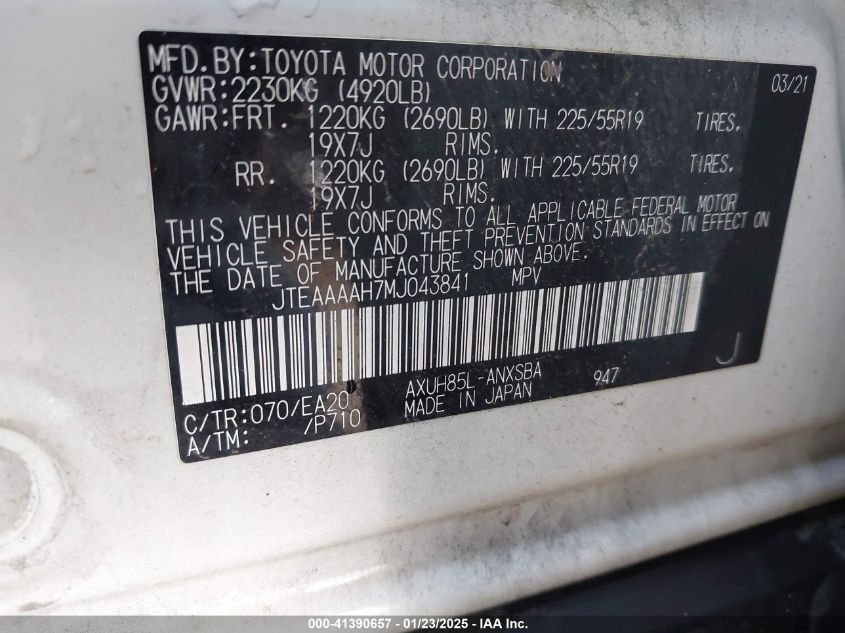 MFD. BY: TOYOTA MOTOR CORPORATION 03/21
GVWR: 2230KG (4920LB)
GAWR: FRT. 1220KG (2690LB) WITH 225/55R19 TIRES.
19X7J RIMS.
RR. 1220KG (2690LB) WITH 225/55R19 TIRES.
19X7J RIMS.
THIS VEHICLE CONFORMS TO ALL APPLICABLE FEDERAL MOTOR
VEHICLE SAFETY AND THEFT PREVENTION STANDARDS IN EFFECT ON
THE DATE OF MANUFACTURE SHOWN ABOVE.
JTEAAAAH7MJ043841 MPV
J
AXUH85L-ANXSBA 947
C/TR: 070/EA20 MADE IN JAPAN
A/TM: /P710
000-41390657 - 01/23/2025 - IAA Inc.